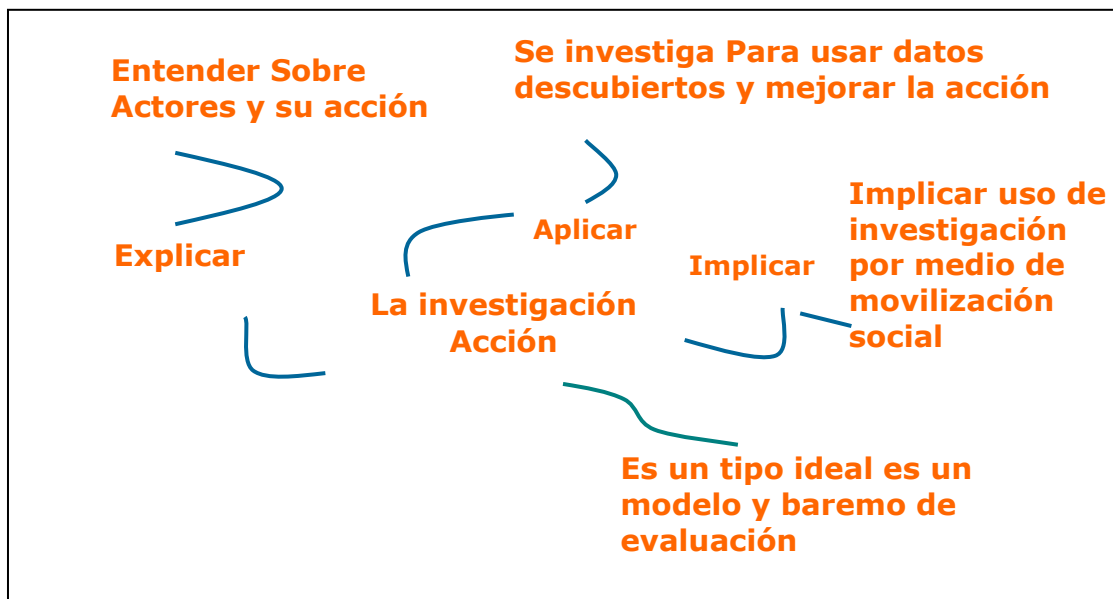 Entender Sobre
Actores y su acción
Se investiga Para usar datos
descubiertos y mejorar la acción
Explicar
Aplicar
Implicar
Implicar uso de
investigación
por medio de
movilización
social
La investigación
Acción
Es un tipo ideal es un
modelo y baremo de
evaluación